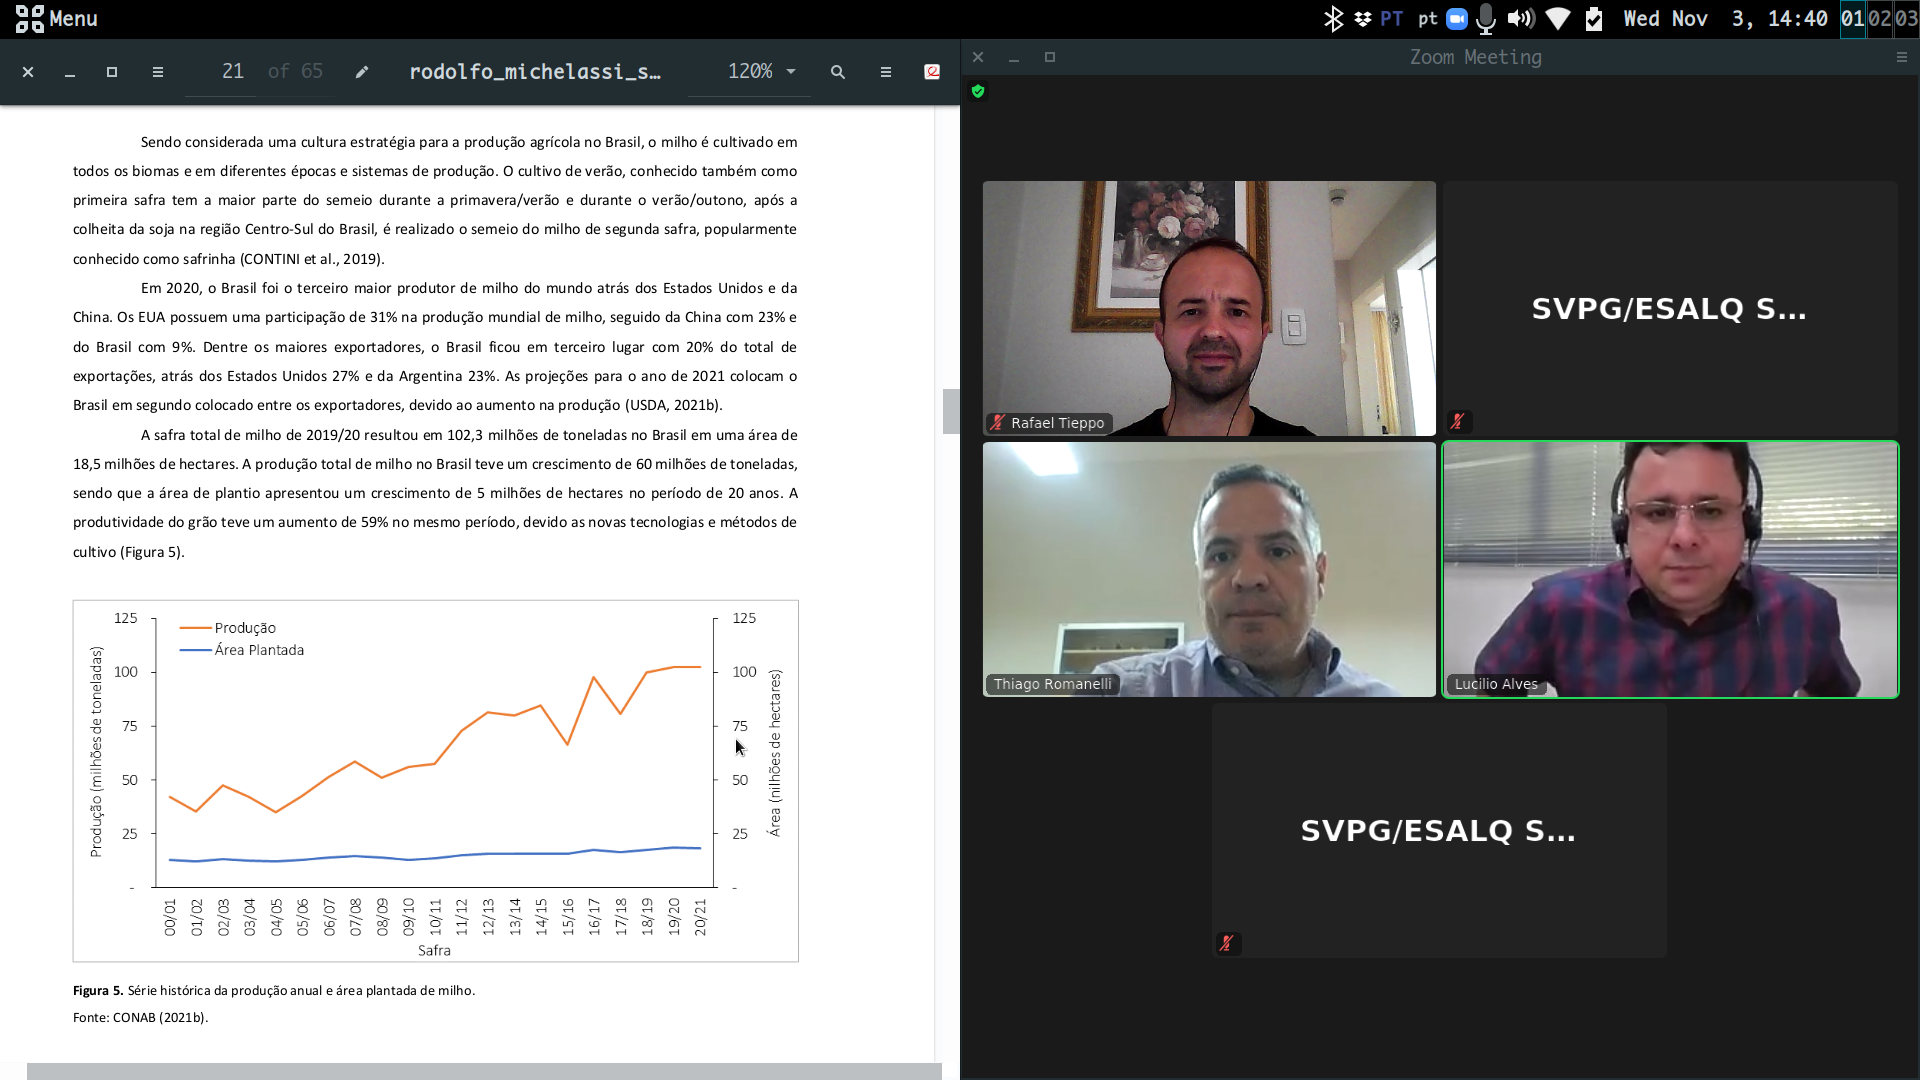 Menu
PT pt Wed Nov 3, 14:40 01 02 03
21 of 65 rodolfo_michelassi_s... 120%
Zoom Meeting
Sendo considerada uma cultura estratégia para a produção agrícola no Brasil, o milho é cultivado em
todos os biomas e em diferentes épocas e sistemas de produção. O cultivo de verão, conhecido também como
primeira safra tem a maior parte do semeio durante a primavera/verão e durante o verão/outono, após a
colheita da soja na região Centro-Sul do Brasil, é realizado o semeio do milho de segunda safra, popularmente
conhecido como safrinha (CONTINI et al., 2019).
Em 2020, o Brasil foi o terceiro maior produtor de milho do mundo atrás dos Estados Unidos e da
China. Os EUA possuem uma participação de 31% na produção mundial de milho, seguido da China com 23% e
do Brasil com 9%. Dentre os maiores exportadores, o Brasil ficou em terceiro lugar com 20% do total de
exportações, atrás dos Estados Unidos 27% e da Argentina 23%. As projeções para o ano de 2021 colocam o
Brasil em segundo colocado entre os exportadores, devido ao aumento na produção (USDA, 2021b).
A safra total de milho de 2019/20 resultou em 102,3 milhões de toneladas no Brasil em uma área de
18,5 milhões de hectares. A produção total de milho no Brasil teve um crescimento de 60 milhões de toneladas,
sendo que a área de plantio apresentou um crescimento de 5 milhões de hectares no período de 20 anos. A
produtividade do grão teve um aumento de 59% no mesmo período, devido as novas tecnologias e métodos de
cultivo (Figura 5).
Produção
Área Plantada
125
100
75
50
25
-
Produção (milhões de toneladas)
125
100
75
50
25
-
Área (nilhões de hectares)
00/01 01/02 02/03 03/04 04/05 05/06 06/07 07/08 08/09 09/10 10/11 11/12 12/13 13/14 14/15 15/16 16/17 17/18 18/19 19/20 20/21
Safra
Figura 5. Série histórica da produção anual e área plantada de milho.
Fonte: CONAB (2021b).
Rafael Tieppo
SVPG/ESALQ S...
Thiago Romanelli
Lucilio Alves
SVPG/ESALQ S...